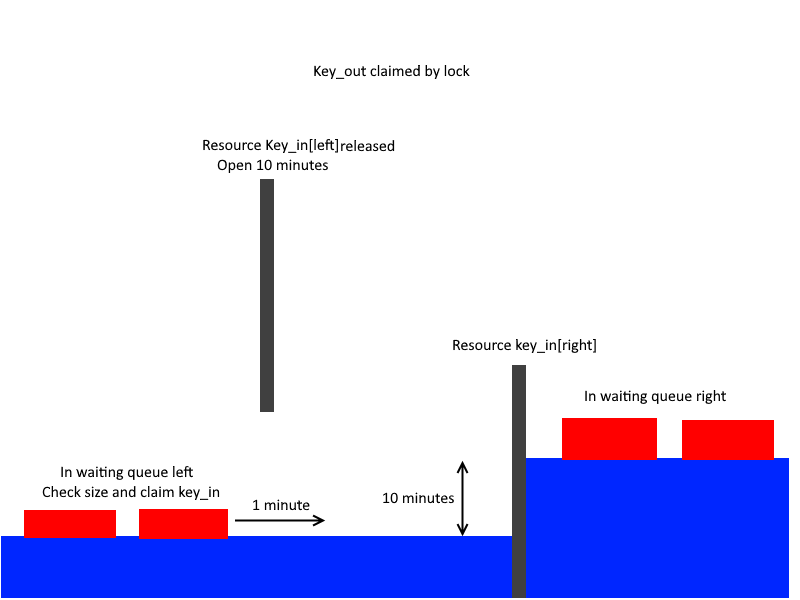 Key_out claimed by lock
Resource Key_in[left] released
Open 10 minutes
Resource key_in[right]
In waiting queue right
In waiting queue left
Check size and claim key_in
1 minute
10 minutes